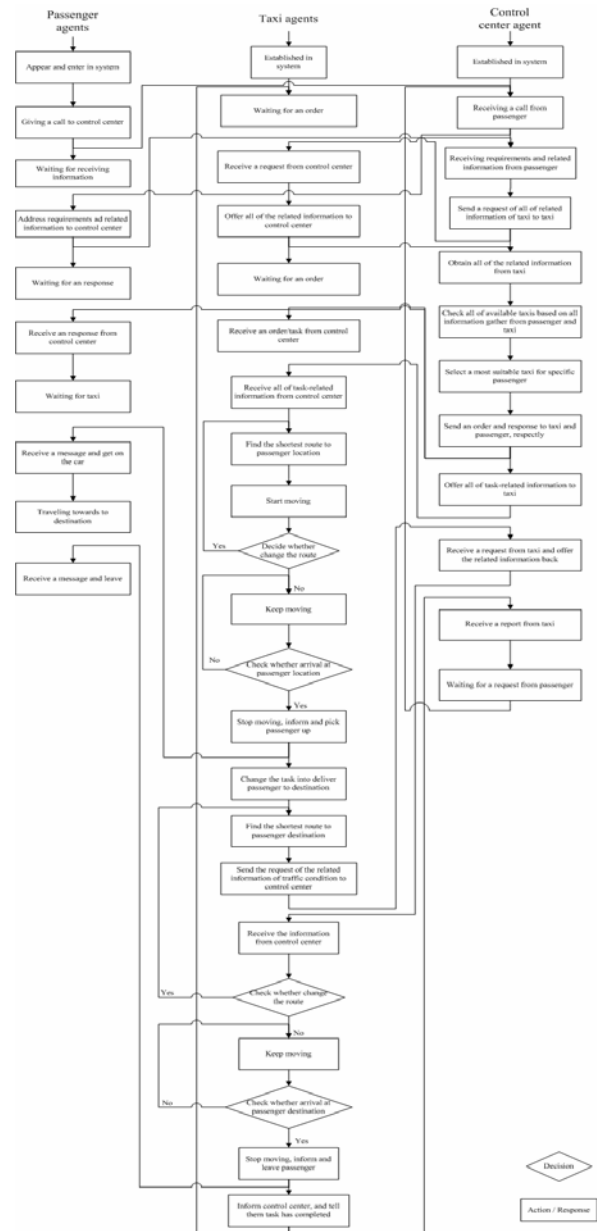 Passenger
agents
Appear and enter in system
Giving a call to control center
Waiting for receiving
information
Address requirements ad related
information to control center
Waiting for an response
Receive an response from
control center
Waiting for taxi
Receive a message and get on
the car
Traveling towards to
destination
Receive a message and leave
Taxi agents
Established in
system
Waiting for an order
Receive a request from control center
Offer all of the related information to
control center
Waiting for an order
Receive an order/task from control
center
Receive all of task-related
information from control center
Find the shortest route to
passenger location
Start moving
Yes
Decide whether
change the route
No
Keep moving
No
Check whether arrival at
passenger location
Yes
Stop moving, inform and pick
passenger up
Change the task into deliver
passenger to destination
Find the shortest route to
passenger destination
Send the request of the related
information of traffic condition to
control center
Receive the information
from control center
Yes
Check whether change
the route
No
Keep moving
No
Check whether arrival at
passenger destination
Yes
Stop moving, inform and
leave passenger
Inform control center, and tell
them task has completed
Control
center agent
Established in system
Receiving a call from
passenger
Receiving requirements and related
information from passenger
Send a request of all of related
information of taxi to taxi
Obtain all of the related information
from taxi
Check all of available taxis based on all
information gather from passenger and
taxi
Select a most suitable taxi for specific
passenger
Send an order and response to taxi and
passenger, respectly
Offer all of task-related information to
taxi
Receive a request from taxi and offer
the related information back
Receive a report from taxi
Waiting for a request from passenger
Decision
Action / Response